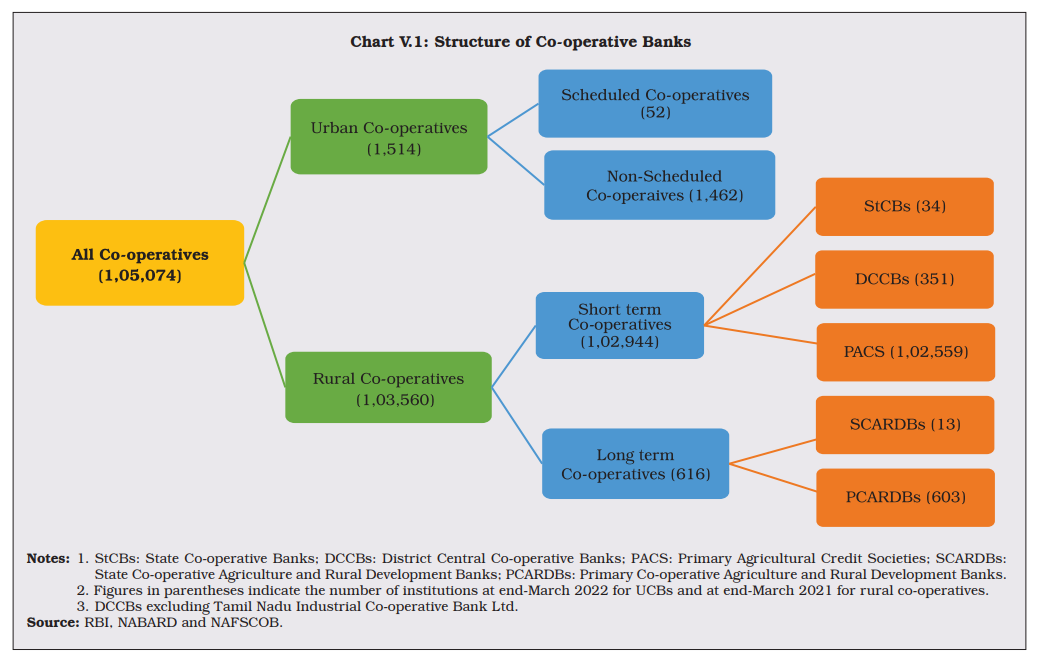 Chart V.1: Structure of Co-operative Banks
All Co-operatives
(1,05,074)
Urban Co-operatives
(1,514)
Scheduled Co-operatives
(52)
Non-Scheduled
Co-operaives (1,462)
Rural Co-operatives
(1,03,560)
Short term
Co-operatives
(1,02,944)
StCBs (34)
DCCBs (351)
PACS (1,02,559)
Long term
Co-operatives (616)
SCARDBs (13)
PCARDBs (603)
Notes: 1. StCBs: State Co-operative Banks; DCCBs: District Central Co-operative Banks; PACS: Primary Agricultural Credit Societies; SCARDBs:
State Co-operative Agriculture and Rural Development Banks; PCARDBs: Primary Co-operative Agriculture and Rural Development Banks.
2. Figures in parentheses indicate the number of institutions at end-March 2022 for UCBs and at end-March 2021 for rural co-operatives.
3. DCCBs excluding Tamil Nadu Industrial Co-operative Bank Ltd.
Source: RBI, NABARD and NAFSCOB.